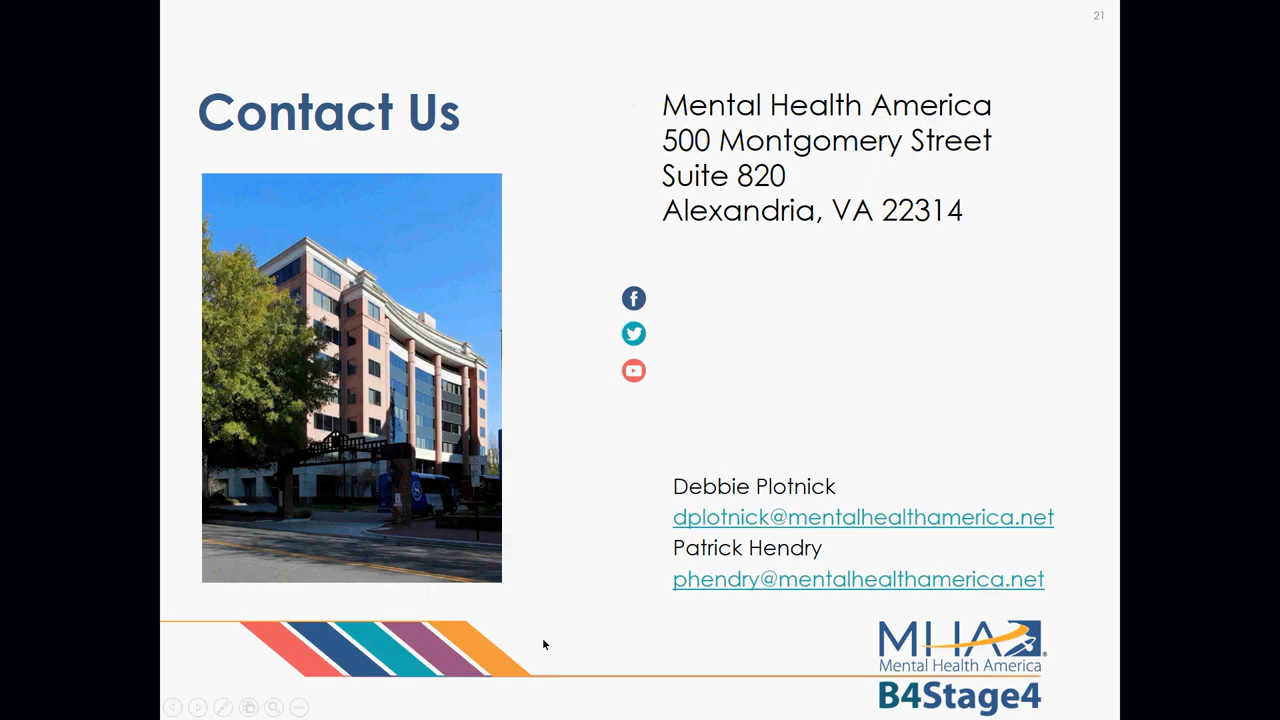 21
Contact Us
Mental Health America
500 Montgomery Street
Suite 820
Alexandria, VA 22314
Debbie Plotnick
dplotnick@mentalhealthamerica.net
Patrick Hendry
phendry@mentalhealthamerica.net
MHA
Mental Health America
B4Stage4